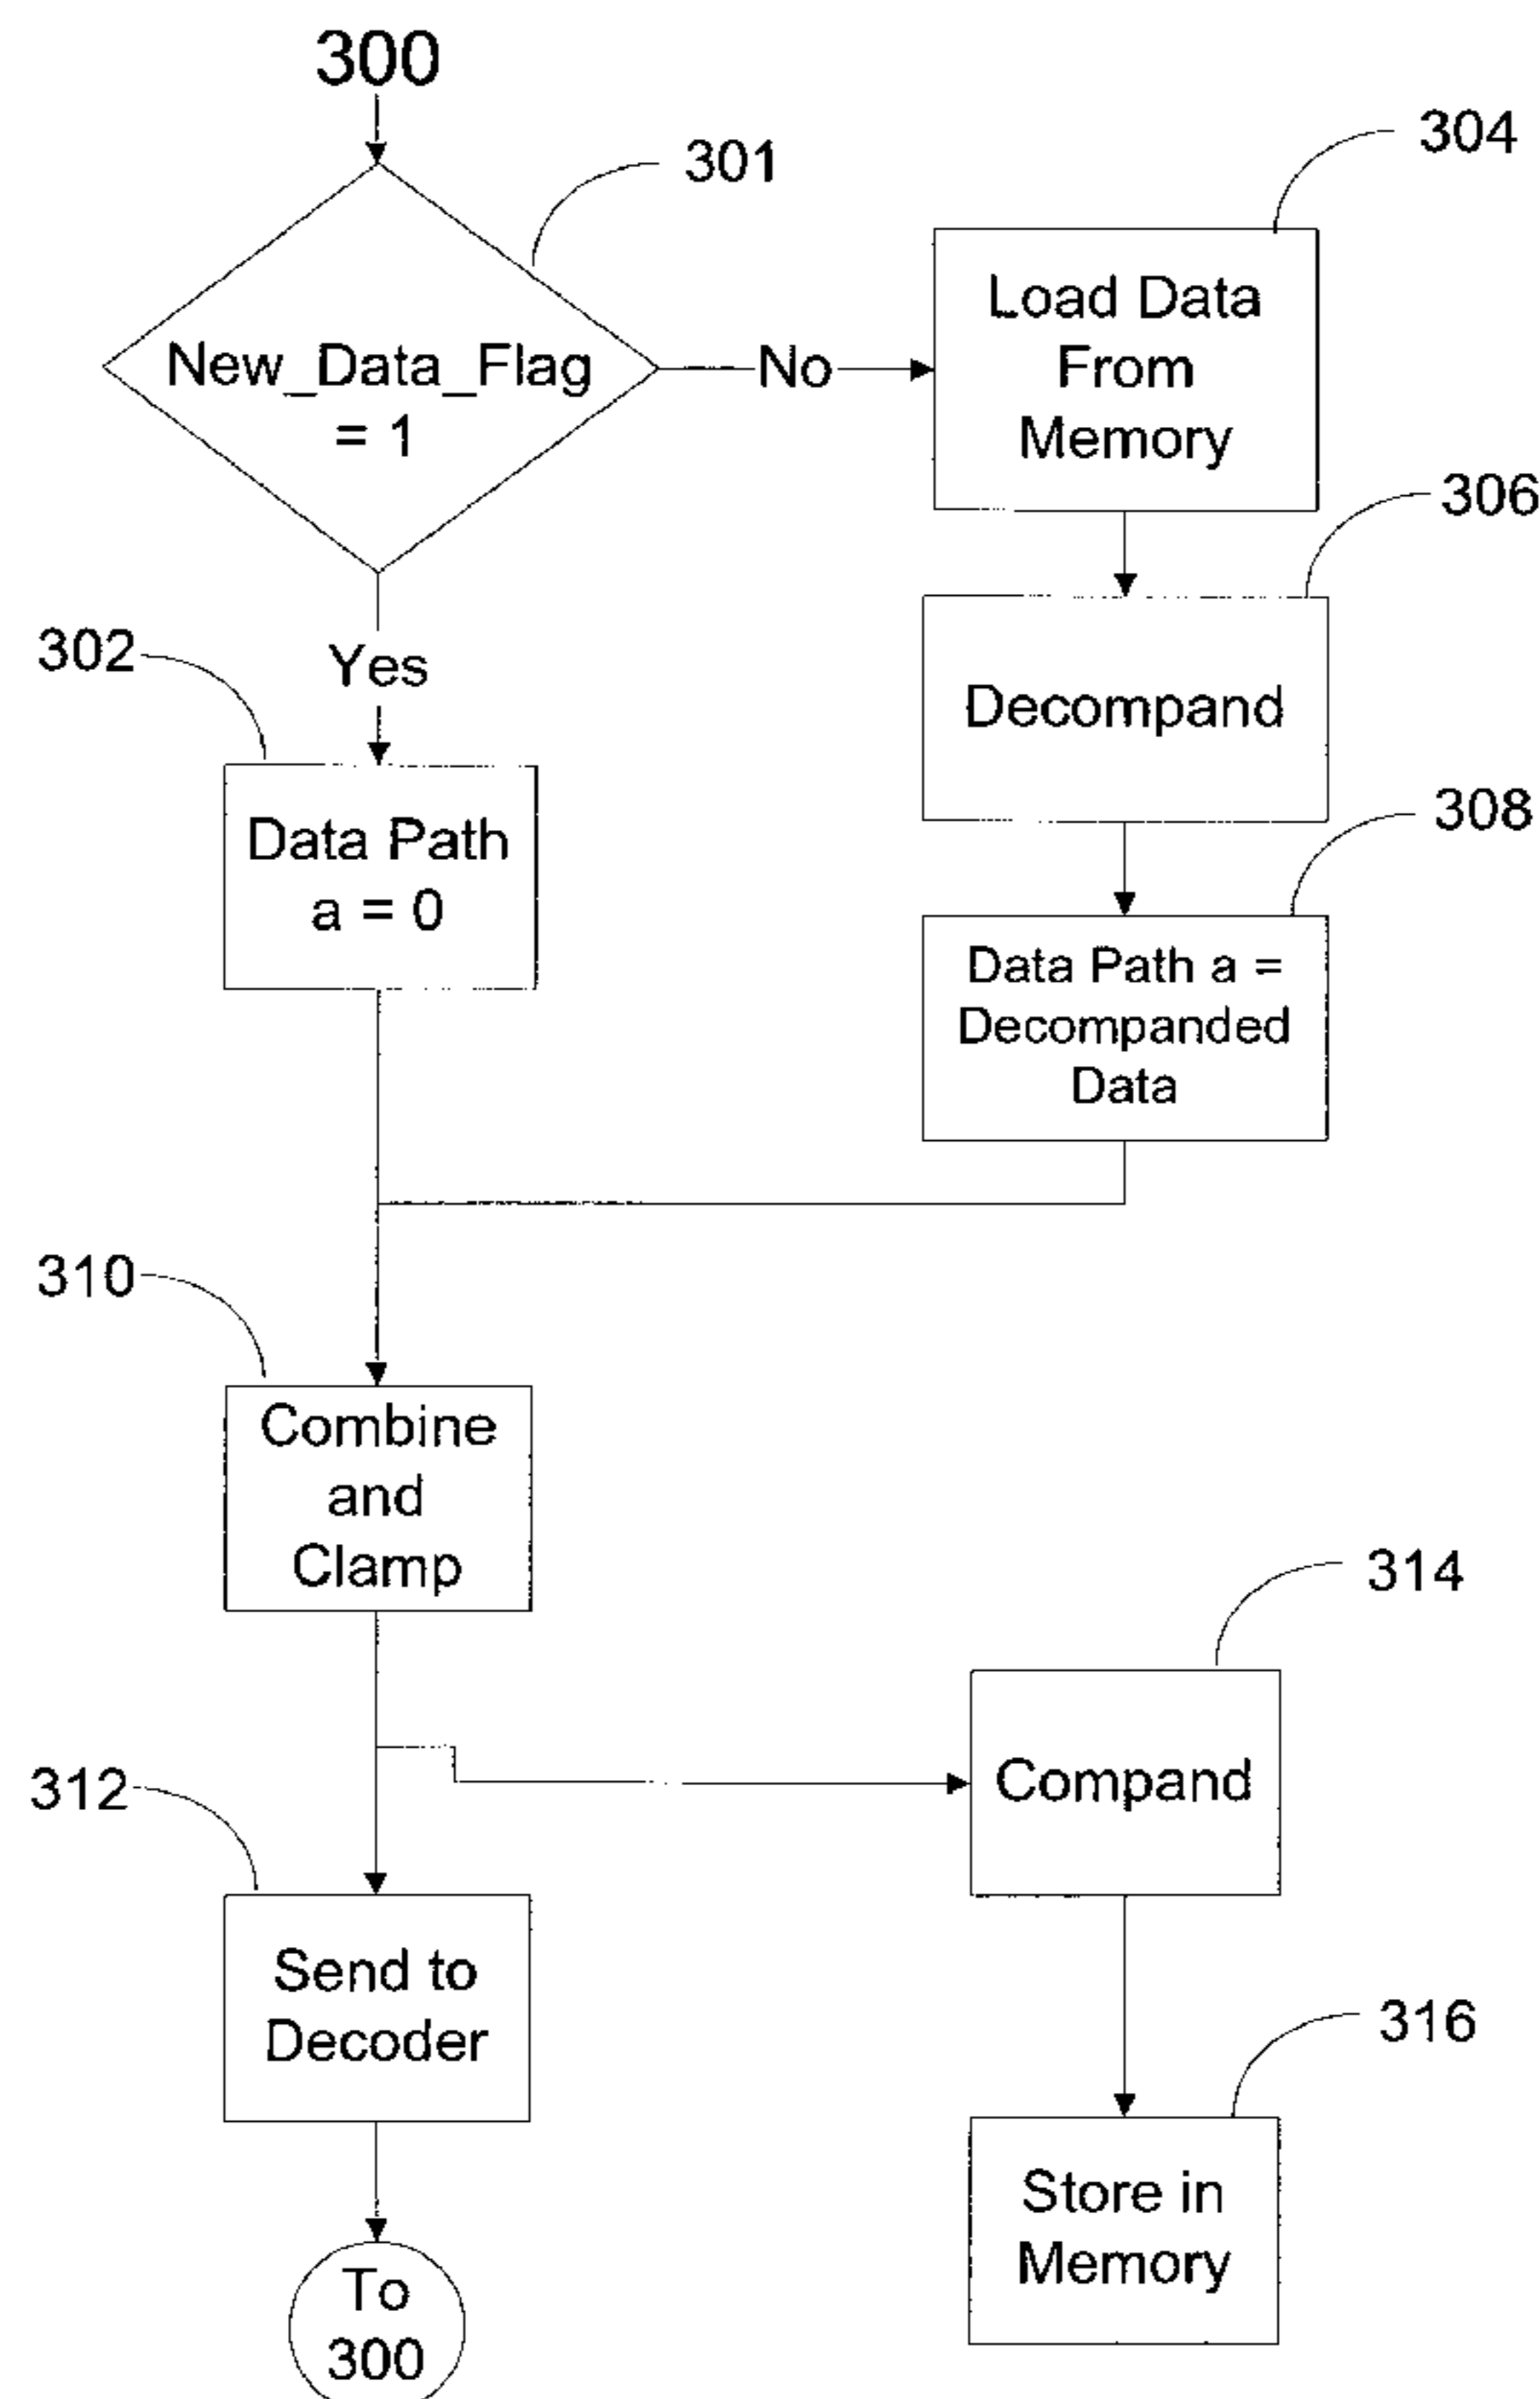 300
301
304
New_Data_Flag
= 1
No
Load Data
From
Memory
306
Yes
302
Decompand
308
Data Path
a = 0
Data Path a =
Decompanded
Data
310
Combine
and
Clamp
314
Compand
312
Send to
Decoder
316
Store in
Memory
To
300